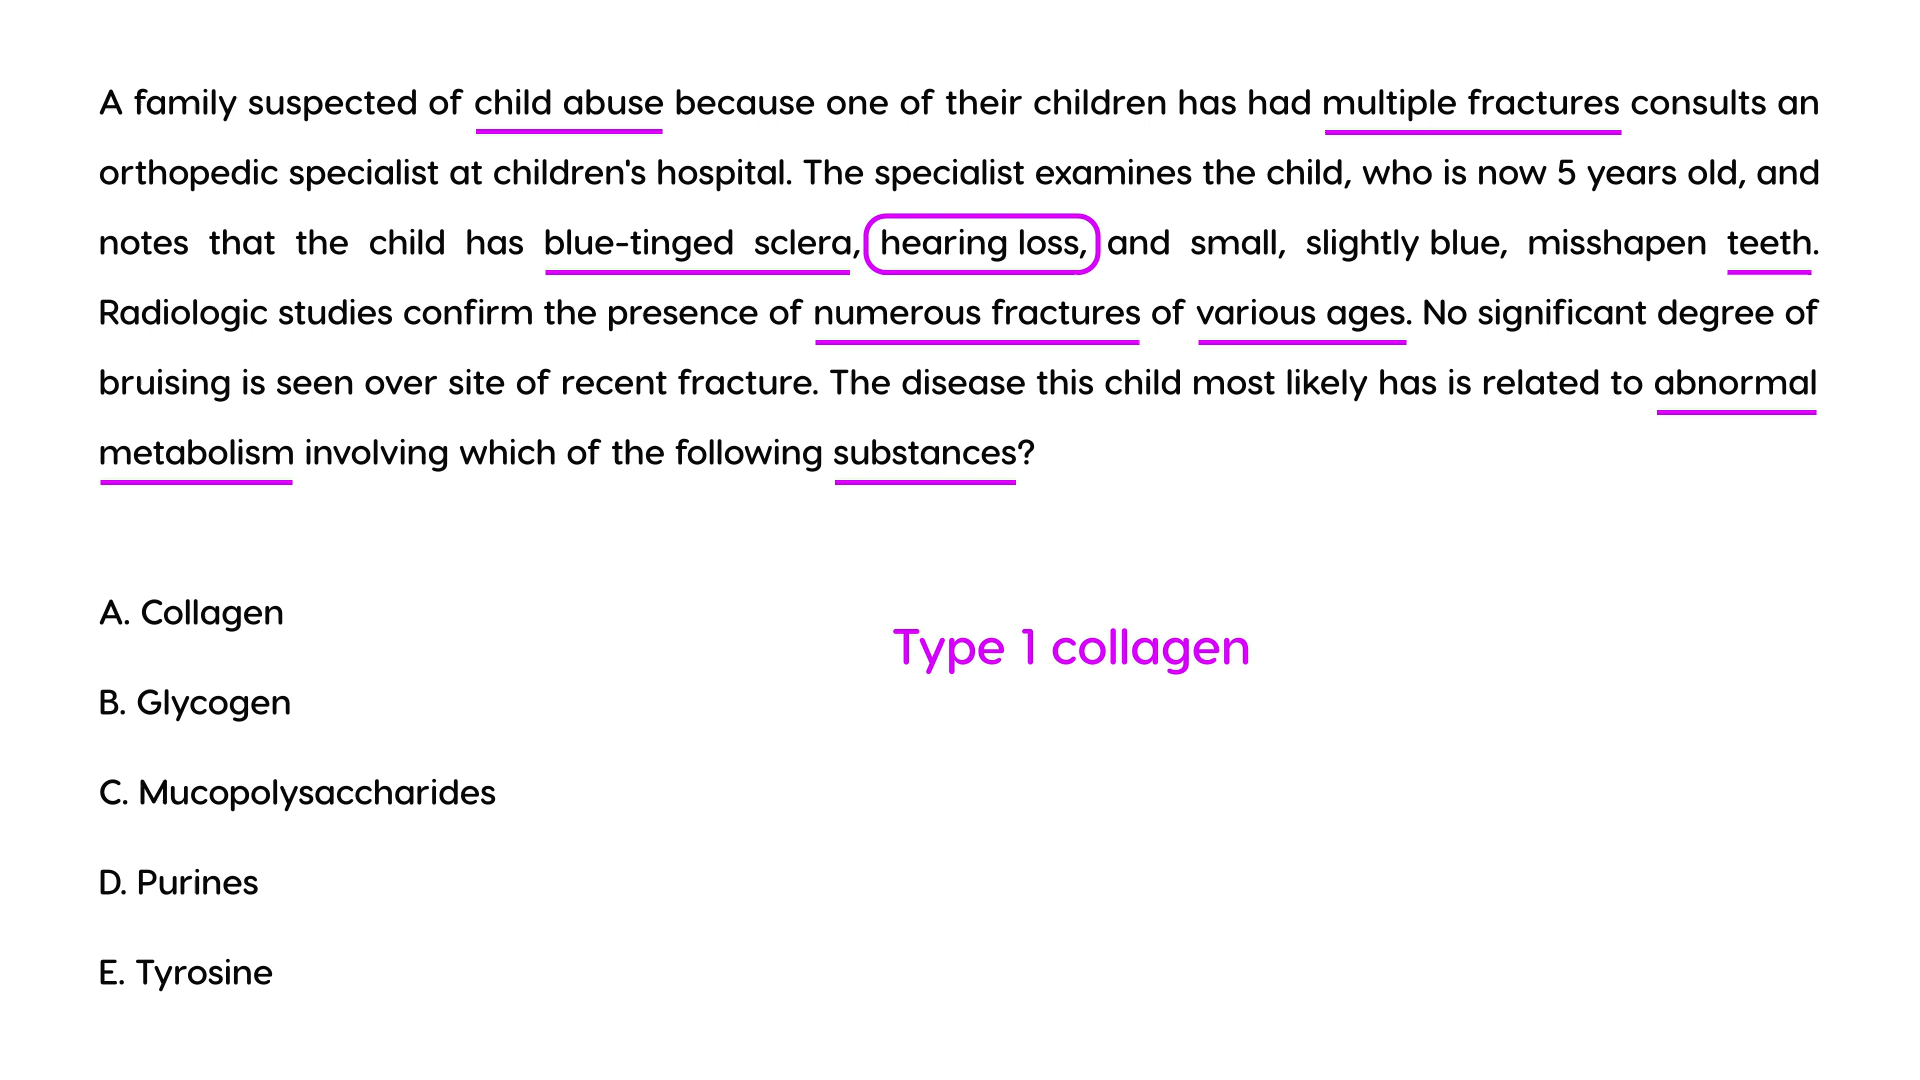 A family suspected of child abuse because one of their children has had multiple fractures consults an
orthopedic specialist at children's hospital. The specialist examines the child, who is now 5 years old, and
notes that the child has blue-tinged sclera, hearing loss, and small, slightly blue, misshapen teeth.
Radiologic studies confirm the presence of numerous fractures of various ages. No significant degree of
bruising is seen over site of recent fracture. The disease this child most likely has is related to abnormal
metabolism involving which of the following substances?
A. Collagen
Type 1 collagen
B. Glycogen
C. Mucopolysaccharides
D. Purines
E. Tyrosine